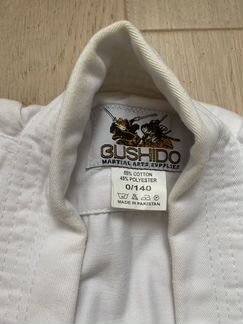 BUSHIDO
MARTIAL ARTS SUPPLIES
55% COTTON
45% POLYESTER
0/140
MADE IN PAKISTAN